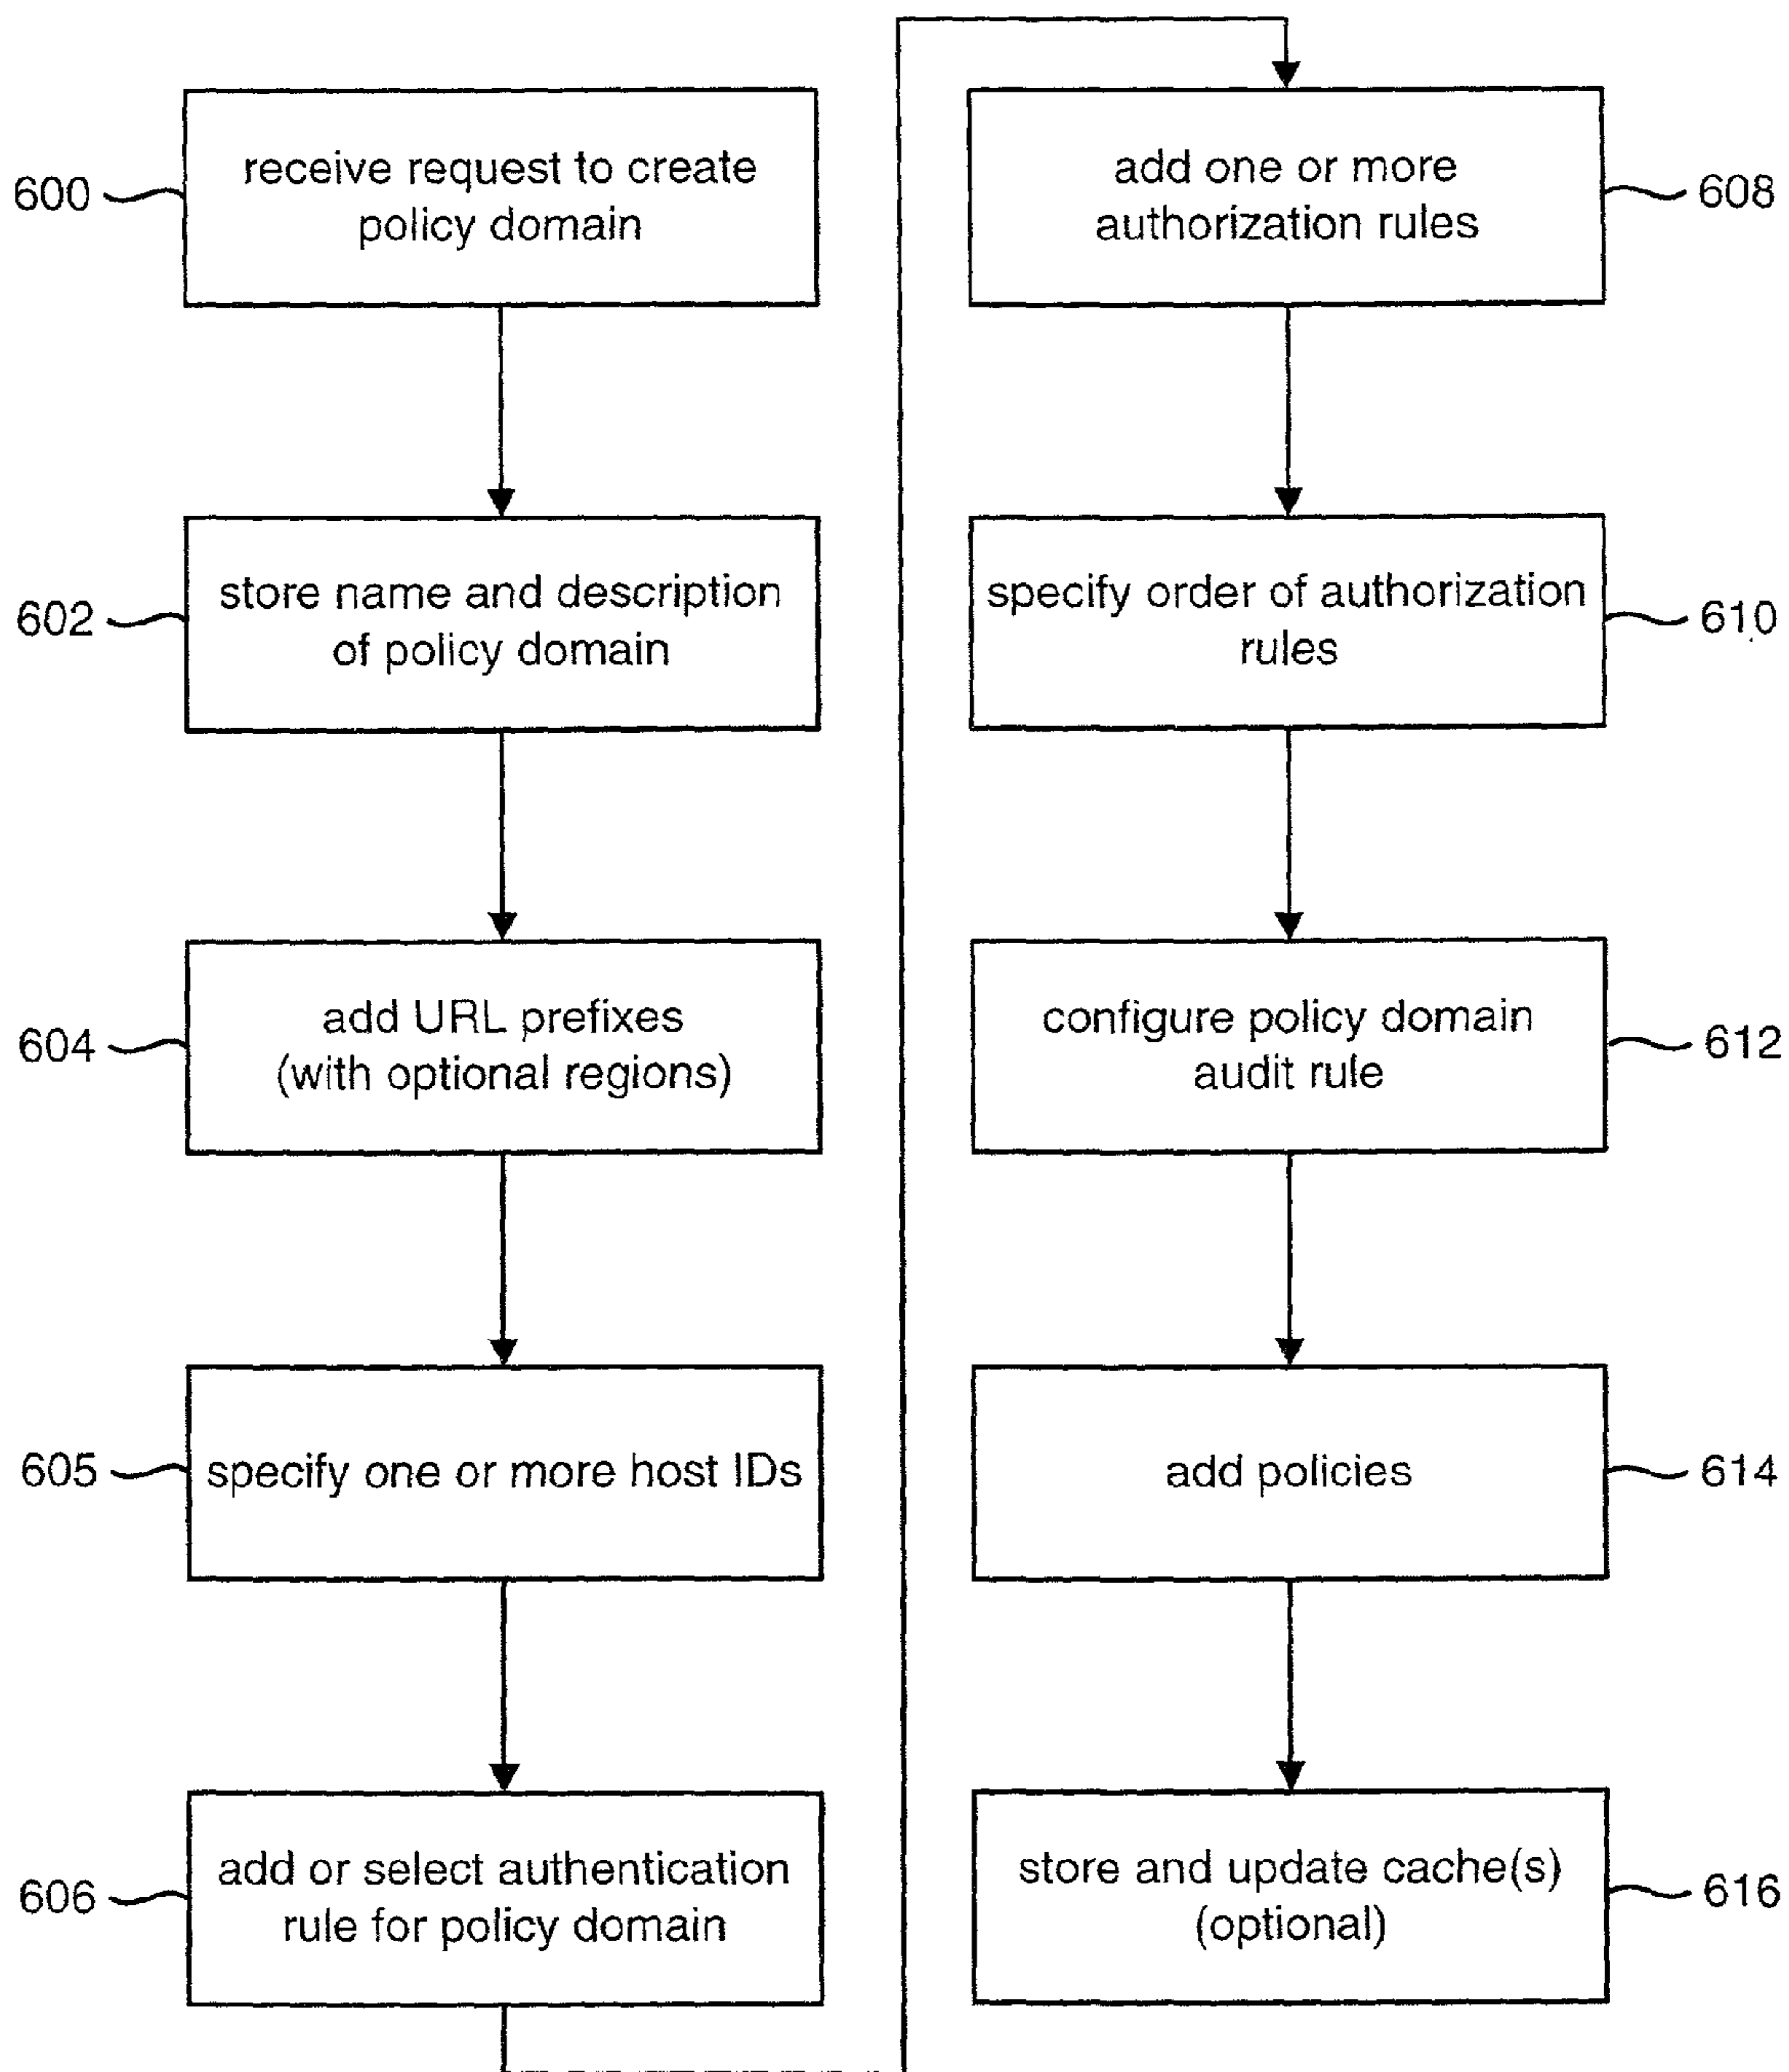 600
receive request to create
policy domain
602
store name and description
of policy domain
604
add URL prefixes
(with optional regions)
605
specify one or more host IDs
606
add or select authentication
rule for policy domain
add one or more
authorization rules
608
specify order of authorization
rules
610
configure policy domain
audit rule
612
add policies
614
store and update cache(s)
(optional)
616